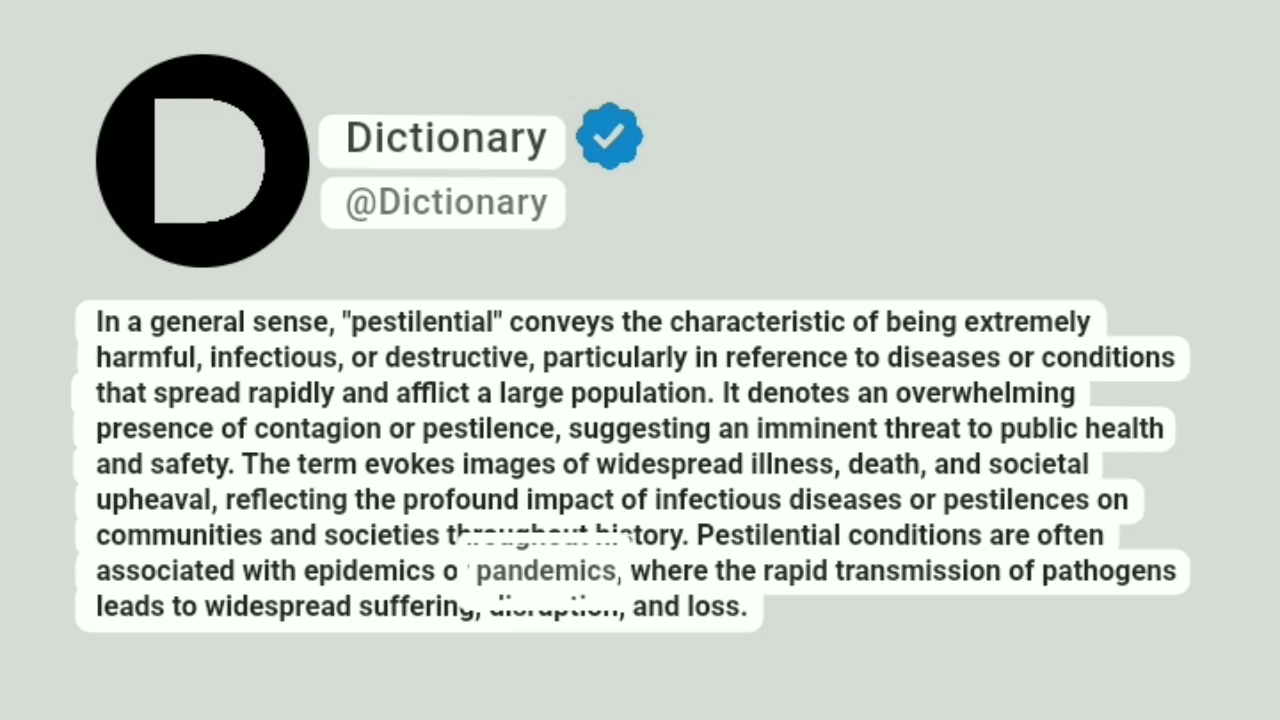 Dictionary
@Dictionary
In a general sense, "pestilential" conveys the characteristic of being extremely
harmful, infectious, or destructive, particularly in reference to diseases or conditions
that spread rapidly and afflict a large population. It denotes an overwhelming
presence of contagion or pestilence, suggesting an imminent threat to public health
and safety. The term evokes images of widespread illness, death, and societal
upheaval, reflecting the profound impact of infectious diseases or pestilences on
communities and societies throughout history. Pestilential conditions are often
associated with epidemics or pandemics, where the rapid transmission of pathogens
leads to widespread suffering, disruption, and loss.